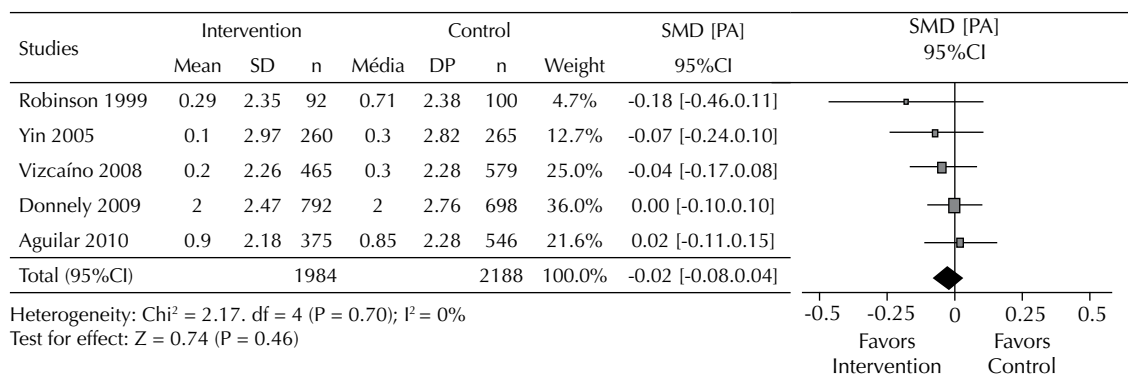 Studies Intervention Control SMD [PA] SMD [PA]
Mean SD n Média DP n Weight 95%CI 95%CI
Robinson 1999 0.29 2.35 92 0.71 2.38 100 4.7% -0.18 [-0.46.0.11]
Yin 2005 0.1 2.97 260 0.3 2.82 265 12.7% -0.07 [-0.24.0.10]
Vizcaíno 2008 0.2 2.26 465 0.3 2.28 579 25.0% -0.04 [-0.17.0.08]
Donnely 2009 2 2.47 792 2 2.76 698 36.0% 0.00 [-0.10.0.10]
Aguilar 2010 0.9 2.18 375 0.85 2.28 546 21.6% 0.02 [-0.11.0.15]
Total (95%CI) 1984 2188 100.0% -0.02 [-0.08.0.04]
Heterogeneity: Chi² = 2.17. df = 4 (P = 0.70); I² = 0%
Test for effect: Z = 0.74 (P = 0.46)
-0.5 -0.25 0 0.25 0.5
Favors Favors
Intervention Control